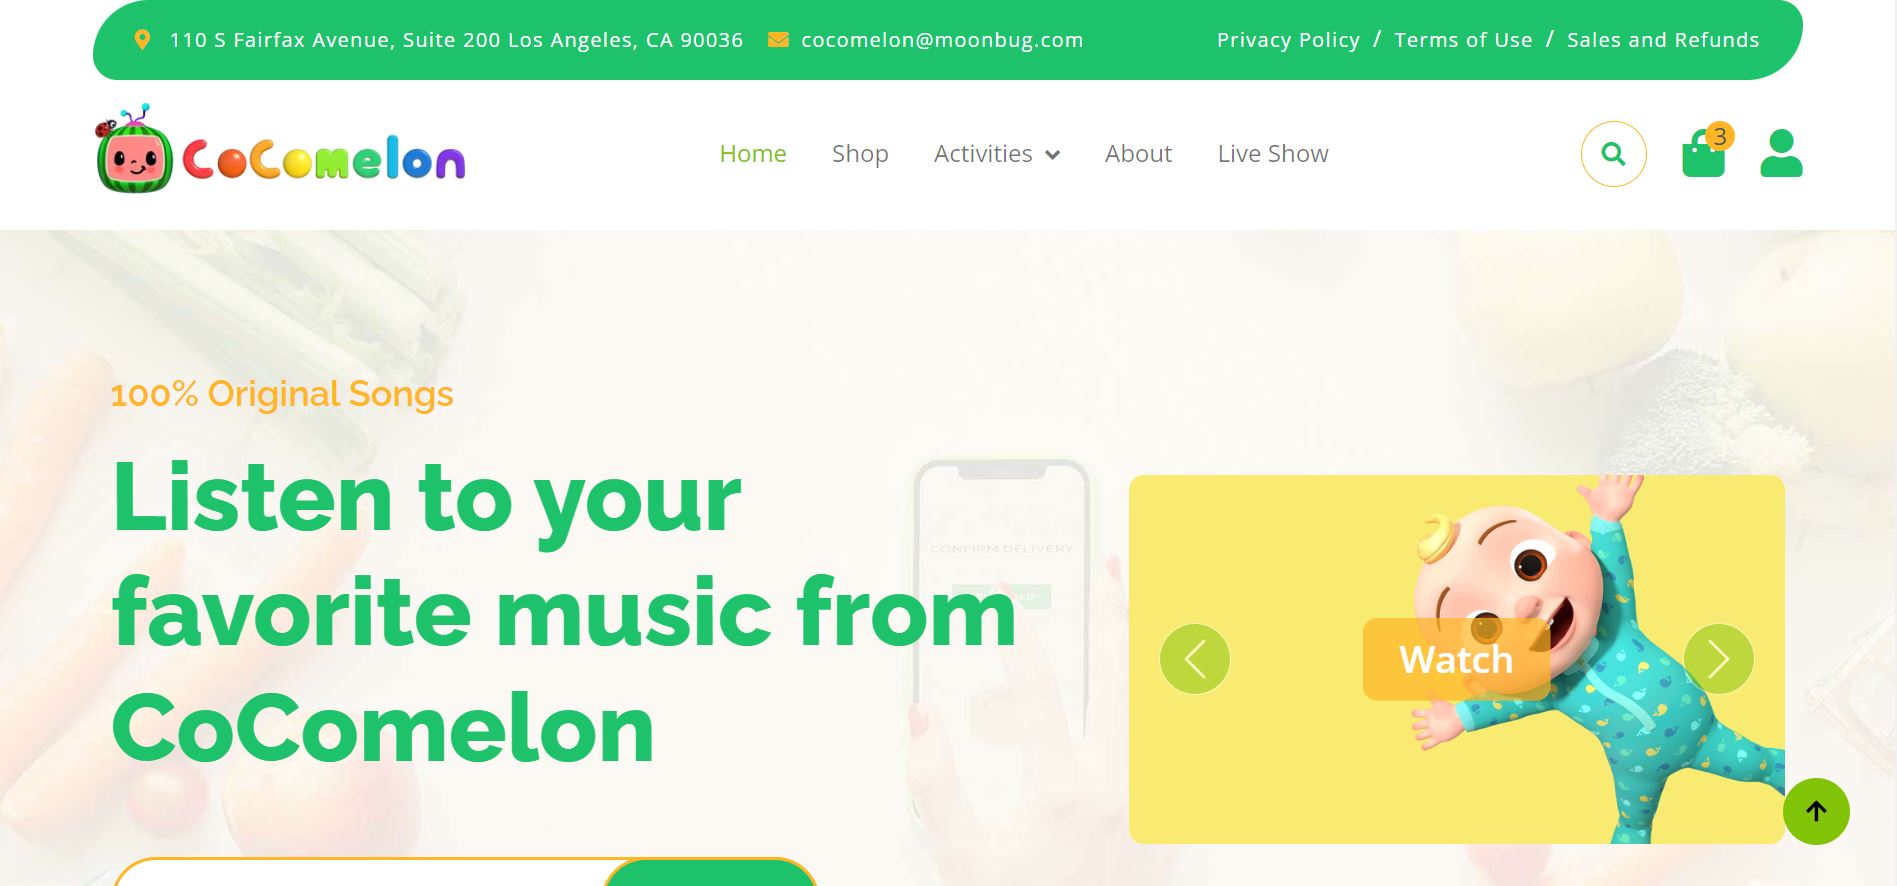 110 S Fairfax Avenue, Suite 200 Los Angeles, CA 90036 cocomelon@moonbug.com Privacy Policy / Terms of Use / Sales and Refunds
CoComelon Home Shop Activities About Live Show 3
100% Original Songs
Listen to your
favorite music from
CoComelon
CONFIRM DELIVERY
Watch